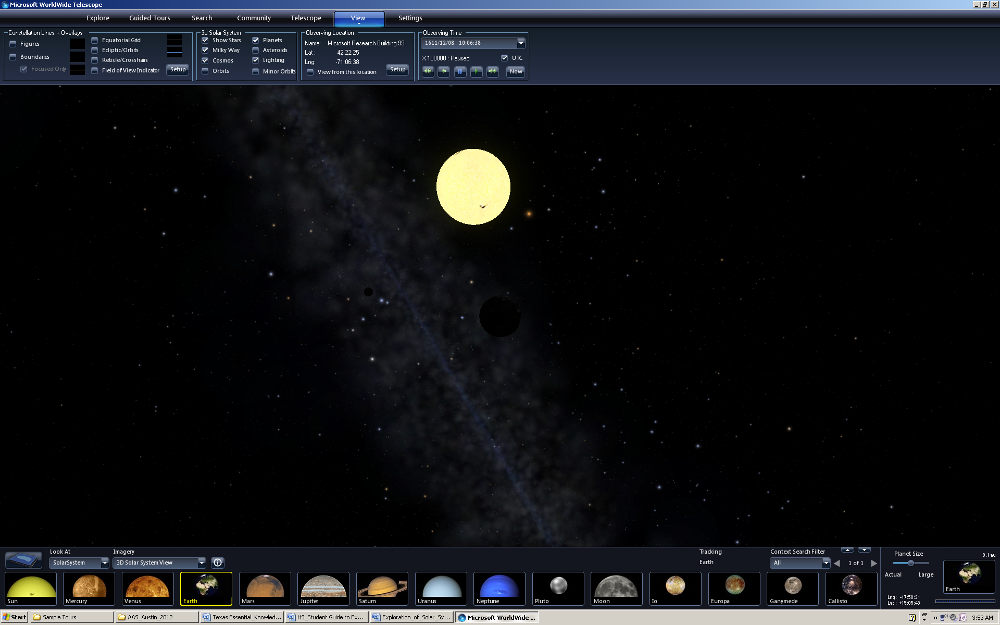 Microsoft WorldWide Telescope
Explore Guided Tours Search Community Telescope View Settings
Constellation Lines + Overlays
Figures
Boundaries
Focused Only
Equatorial Grid
Ecliptic/Orbits
Reticle/Crosshairs
Field of View Indicator
Setup
3d Solar System
Show Stars
Milky Way
Cosmos
Orbits
Planets
Asteroids
Lighting
Minor Orbits
Observing Location
Name: Microsoft Research Building 99
Lat : 42:22:25
Lng: -71:06:38
View from this location
Setup
Observing Time
1611/12/08 10:06:38
X 100000 : Paused
UTC
Now
Look At
SolarSystem
Imagery
3D Solar System View
Tracking
Earth
Context Search Filter
All
1 of 1
Planet Size
Actual Large
0.1 au
Earth
Lng: -17:50:31
Lat : +15:05:48
Sun Mercury Venus Earth Mars Jupiter Saturn Uranus Neptune Pluto Moon Io Europa Ganymede Callisto
Start Sample Tours AAS_Austin_2012 Texas Essential_Knowled... HS_Student Guide to Ex... Exploration_of_Solar_Sy... Microsoft WorldWide ... 3:53 AM